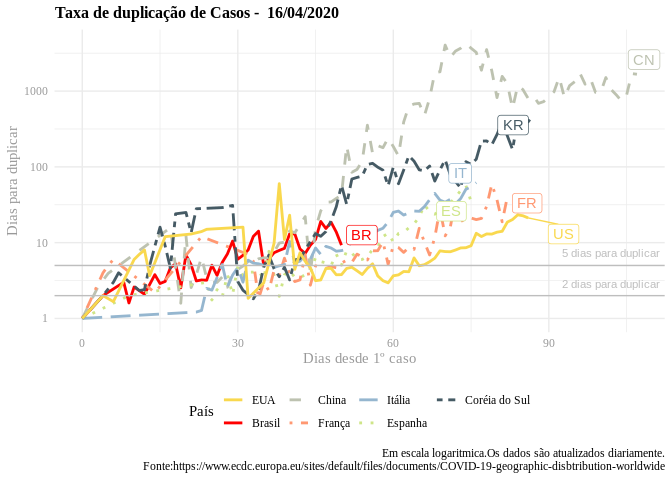 Taxa de duplicação de Casos -  16/04/2020
Dias para duplicar
1000
100
10
1
CN
KR
IT
ES
FR
BR
US
5 dias para duplicar
2 dias para duplicar
0
30
60
90
Dias desde 1º caso
País
EUA
China
Itália
Coréia do Sul
Brasil
França
Espanha
Em escala logaritmica.Os dados são atualizados diariamente.
Fonte:https://www.ecdc.europa.eu/sites/default/files/documents/COVID-19-geographic-disbtribution-worldwide